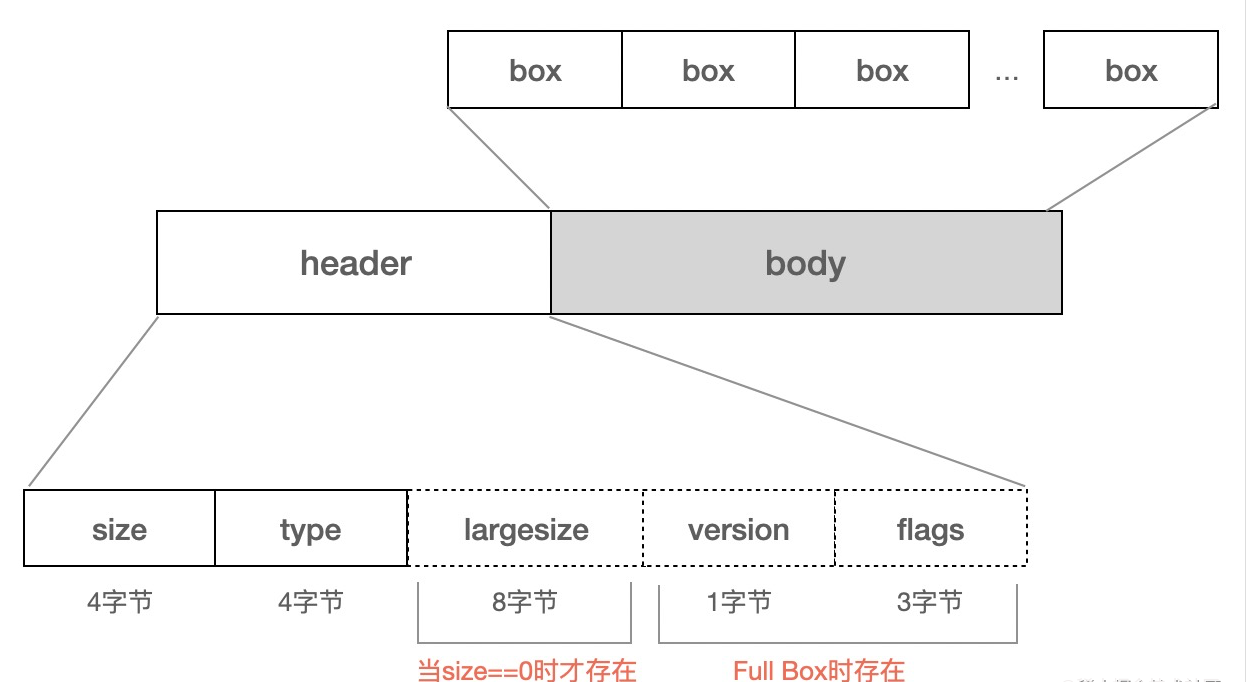 box box box ... box
header body
size type largesize version flags
4字节 4字节 8字节 1字节 3字节
当size==0时才存在 Full Box时存在